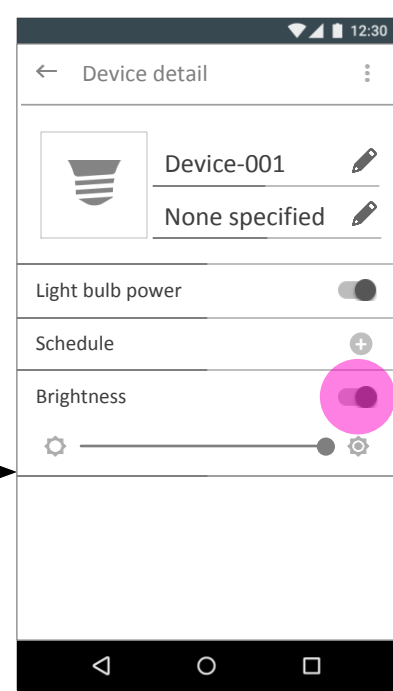 12:30
Device detail
Device-001
None specified
Light bulb power
Schedule
Brightness